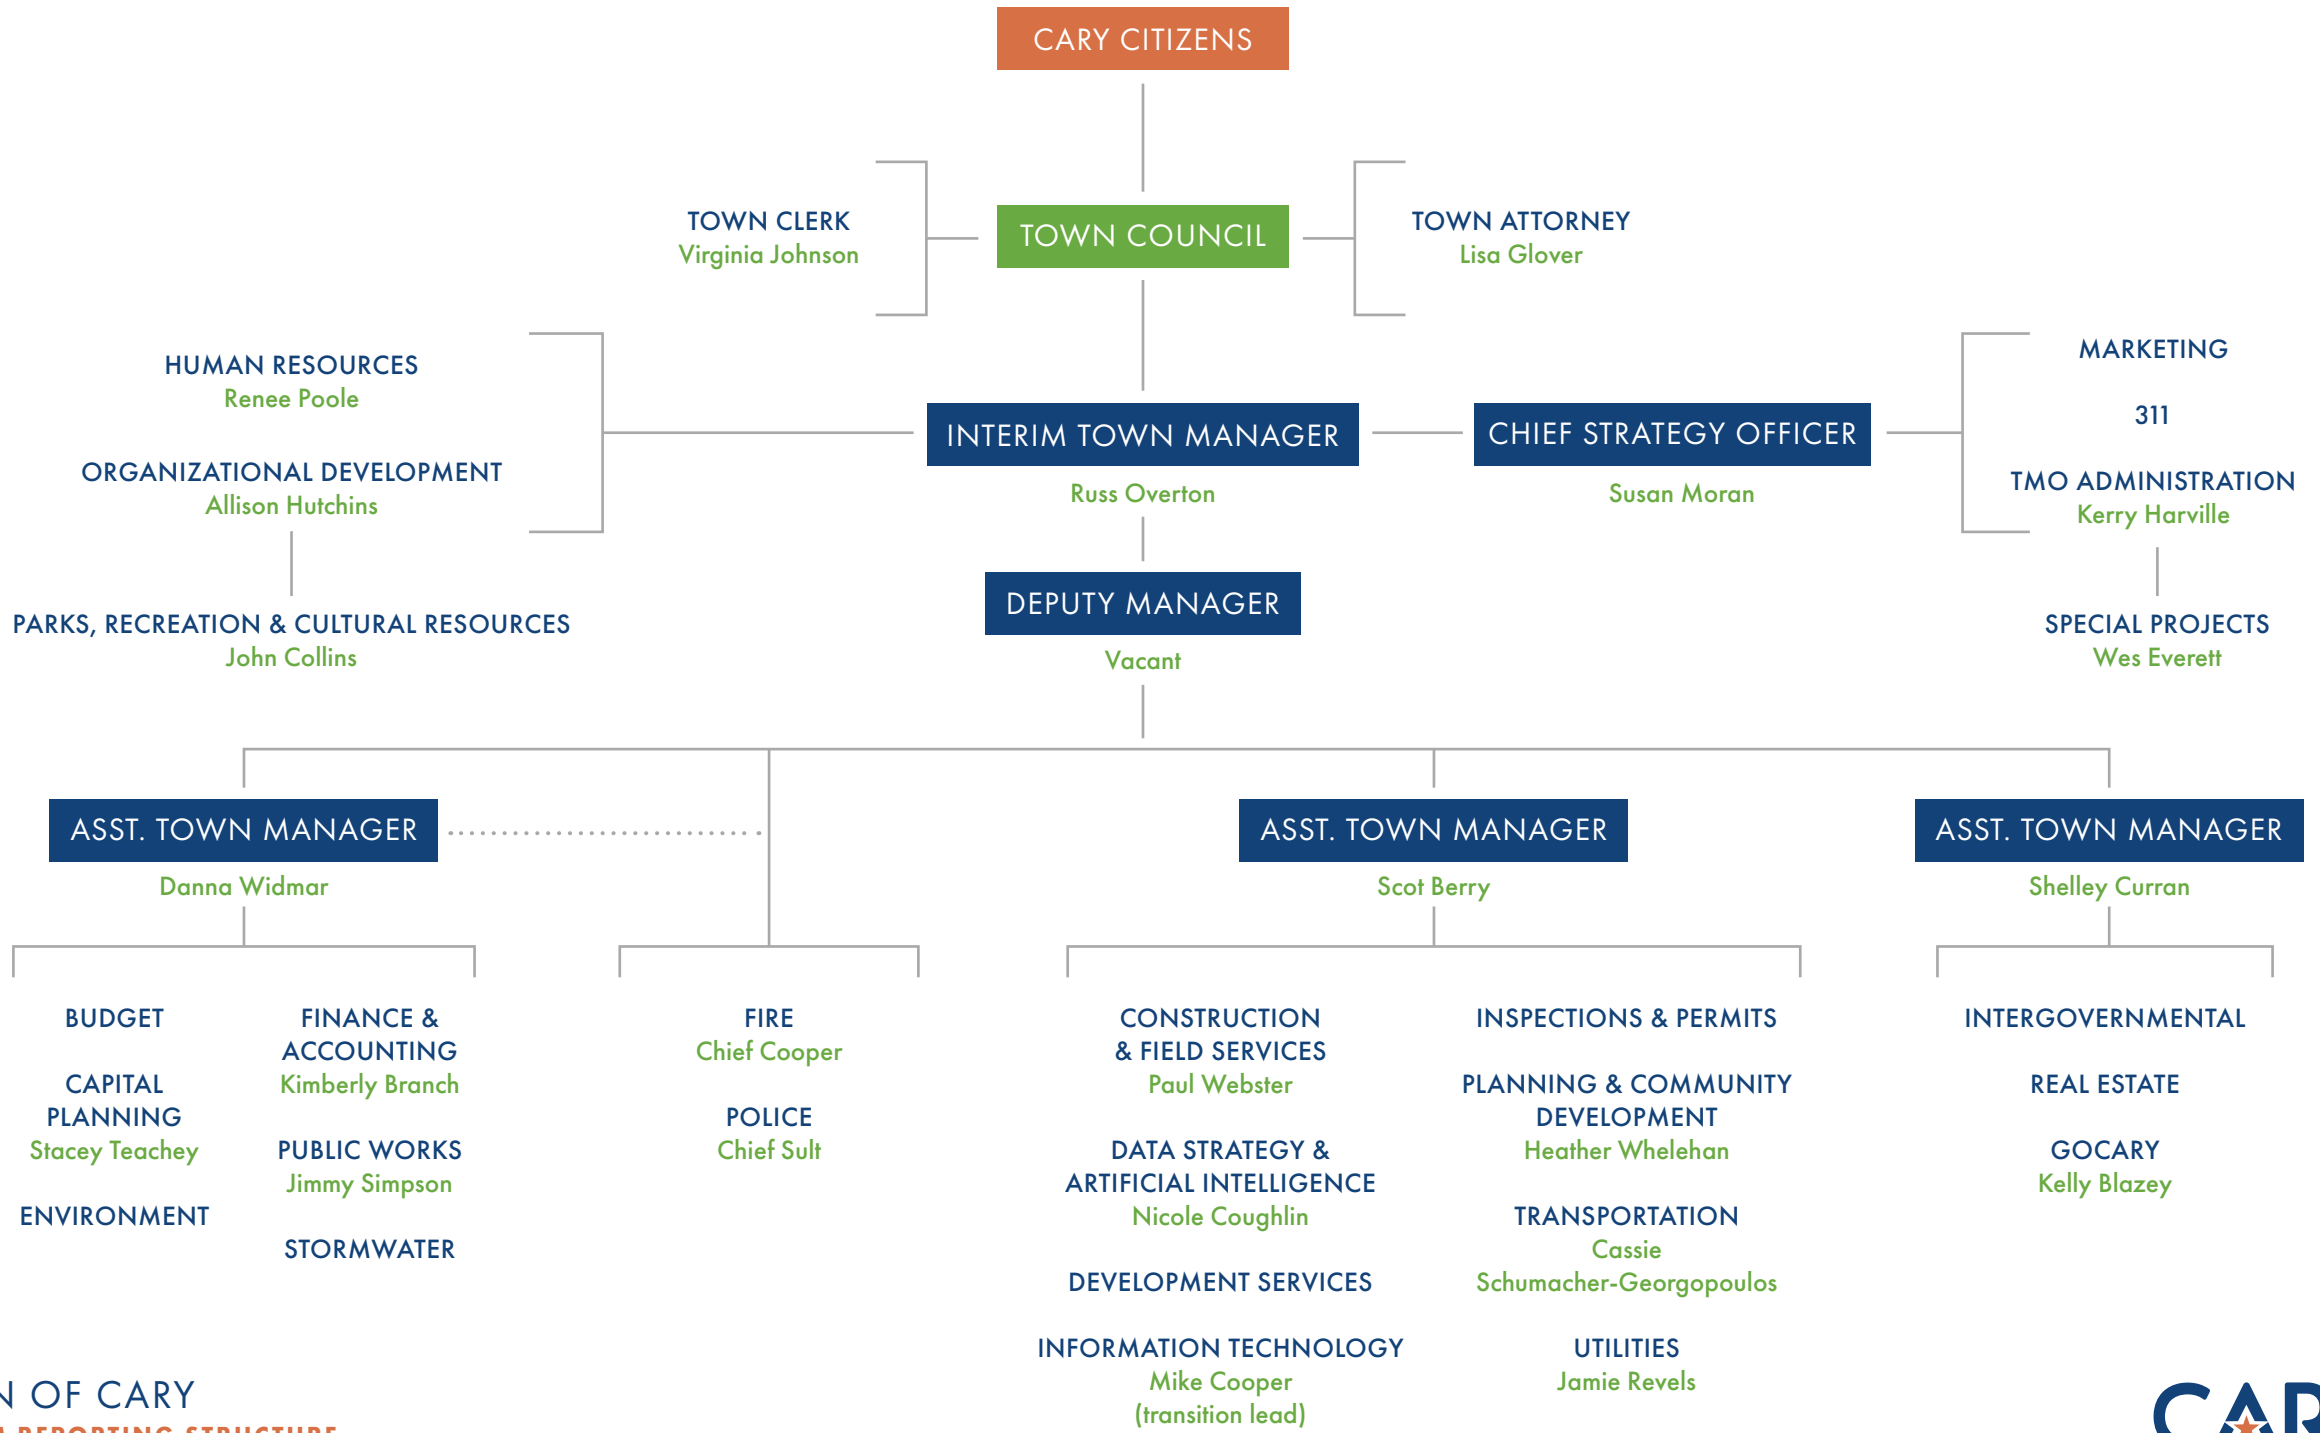 CARY CITIZENS
TOWN CLERK
Virginia Johnson
TOWN COUNCIL
TOWN ATTORNEY
Lisa Glover
HUMAN RESOURCES
Renee Poole
ORGANIZATIONAL DEVELOPMENT
Allison Hutchins
PARKS, RECREATION & CULTURAL RESOURCES
John Collins
INTERIM TOWN MANAGER
Russ Overton
CHIEF STRATEGY OFFICER
Susan Moran
MARKETING
311
TMO ADMINISTRATION
Kerry Harville
SPECIAL PROJECTS
Wes Everett
DEPUTY MANAGER
Vacant
ASST. TOWN MANAGER
Danna Widmar
BUDGET
CAPITAL
PLANNING
Stacey Teachey
ENVIRONMENT
FINANCE &
ACCOUNTING
Kimberly Branch
PUBLIC WORKS
Jimmy Simpson
STORMWATER
FIRE
Chief Cooper
POLICE
Chief Sult
ASST. TOWN MANAGER
Scot Berry
CONSTRUCTION
& FIELD SERVICES
Paul Webster
DATA STRATEGY &
ARTIFICIAL INTELLIGENCE
Nicole Coughlin
DEVELOPMENT SERVICES
INFORMATION TECHNOLOGY
Mike Cooper
(transition lead)
INSPECTIONS & PERMITS
PLANNING & COMMUNITY
DEVELOPMENT
Heather Whelehan
TRANSPORTATION
Cassie
Schumacher-Georgopoulos
UTILITIES
Jamie Revels
ASST. TOWN MANAGER
Shelley Curran
INTERGOVERNMENTAL
REAL ESTATE
GOCARY
Kelly Blazey
N OF CARY
REPORTING STRUCTURE
CAR